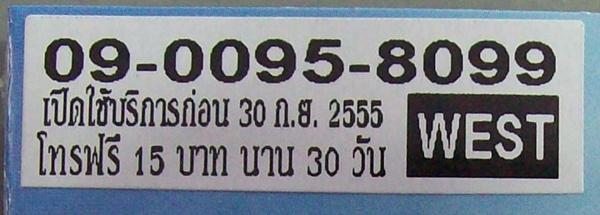 09-0095-8099
เปิดใช้บริการก่อน 30 ก.ย. 2555
โทรฟรี 15 บาท นาน 30 วัน
WEST